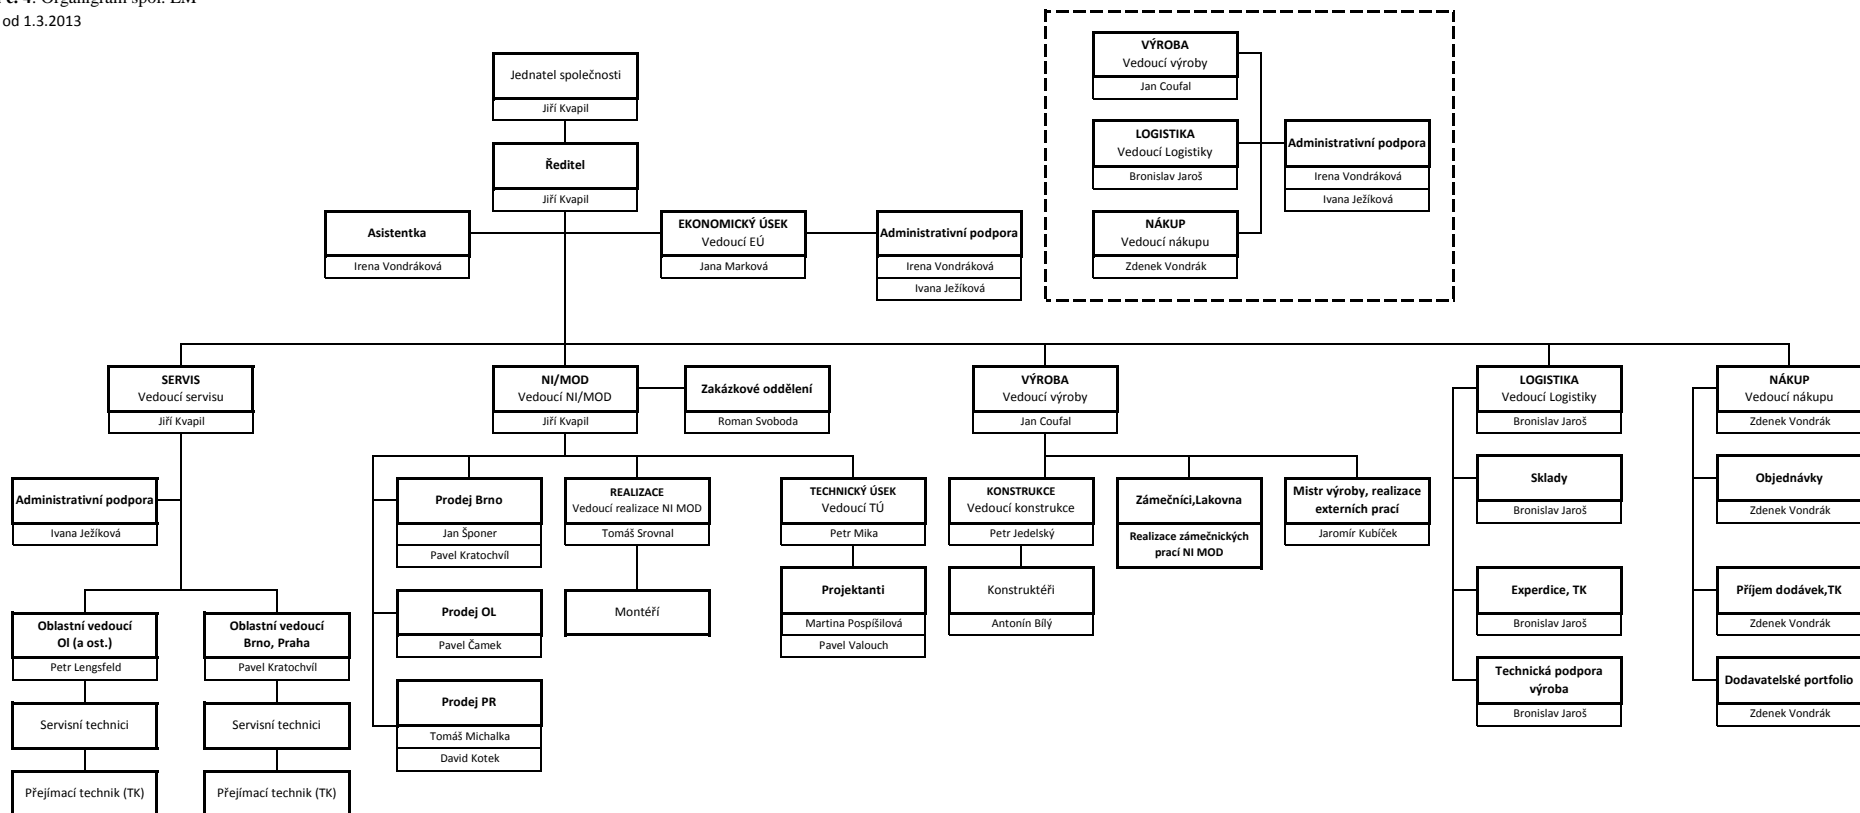 č. 4: Organigram spol. LM
od 1.3.2013
Jednatel společnosti
Jiří Kvapil
Ředitel
Jiří Kvapil
Asistentka
Irena Vondráková
EKONOMICKÝ ÚSEK
Vedoucí EÚ
Jana Marková
Administrativní podpora
Irena Vondráková
Ivana Ježíková
VÝROBA
Vedoucí výroby
Jan Coufal
LOGISTIKA
Vedoucí Logistiky
Bronislav Jaroš
NÁKUP
Vedoucí nákupu
Zdenek Vondrák
Administrativní podpora
Irena Vondráková
Ivana Ježíková
SERVIS
Vedoucí servisu
Jiří Kvapil
Administrativní podpora
Ivana Ježíková
Oblastní vedoucí
Ol (a ost.)
Petr Lengsfeld
Servisní technici
Přejímací technik (TK)
Oblastní vedoucí
Brno, Praha
Pavel Kratochvíl
Servisní technici
Přejímací technik (TK)
NI/MOD
Vedoucí NI/MOD
Jiří Kvapil
Zakázkové oddělení
Roman Svoboda
Prodej Brno
Jan Šponer
Pavel Kratochvíl
Prodej OL
Pavel Čamek
Prodej PR
Tomáš Michalka
David Kotek
REALIZACE
Vedoucí realizace NI MOD
Tomáš Srovnal
Montéří
TECHNICKÝ ÚSEK
Vedoucí TÚ
Petr Mika
Projektanti
Martina Pospíšilová
Pavel Valouch
VÝROBA
Vedoucí výroby
Jan Coufal
KONSTRUKCE
Vedoucí konstrukce
Petr Jedelský
Konstruktéři
Antonín Bílý
Zámečníci,Lakovna
Realizace zámečnických
prací NI MOD
Mistr výroby, realizace
externích prací
Jaromír Kubíček
LOGISTIKA
Vedoucí Logistiky
Bronislav Jaroš
Sklady
Bronislav Jaroš
Experdice, TK
Bronislav Jaroš
Technická podpora
výroba
Bronislav Jaroš
NÁKUP
Vedoucí nákupu
Zdenek Vondrák
Objednávky
Zdenek Vondrák
Příjem dodávek,TK
Zdenek Vondrák
Dodavatelské portfolio
Zdenek Vondrák